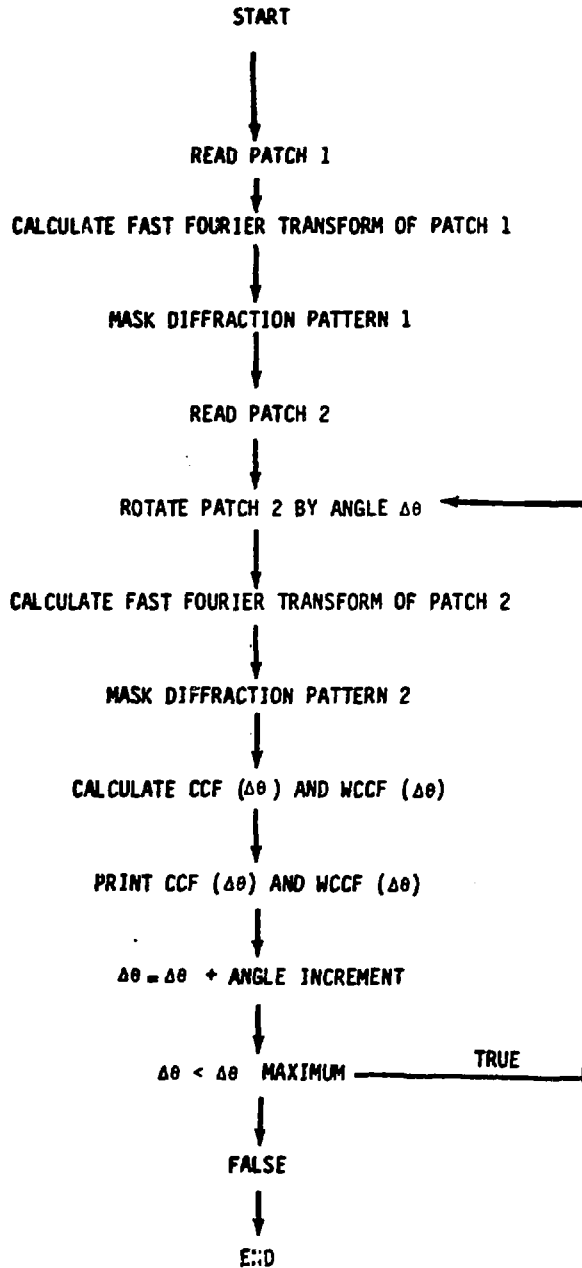 START
READ PATCH 1
CALCULATE FAST FOURIER TRANSFORM OF PATCH 1
MASK DIFFRACTION PATTERN 1
READ PATCH 2
ROTATE PATCH 2 BY ANGLE Δθ
CALCULATE FAST FOURIER TRANSFORM OF PATCH 2
MASK DIFFRACTION PATTERN 2
CALCULATE CCF (Δθ) AND WCCF (Δθ)
PRINT CCF (Δθ) AND WCCF (Δθ)
Δθ = Δθ + ANGLE INCREMENT
Δθ < Δθ MAXIMUM
TRUE
FALSE
END